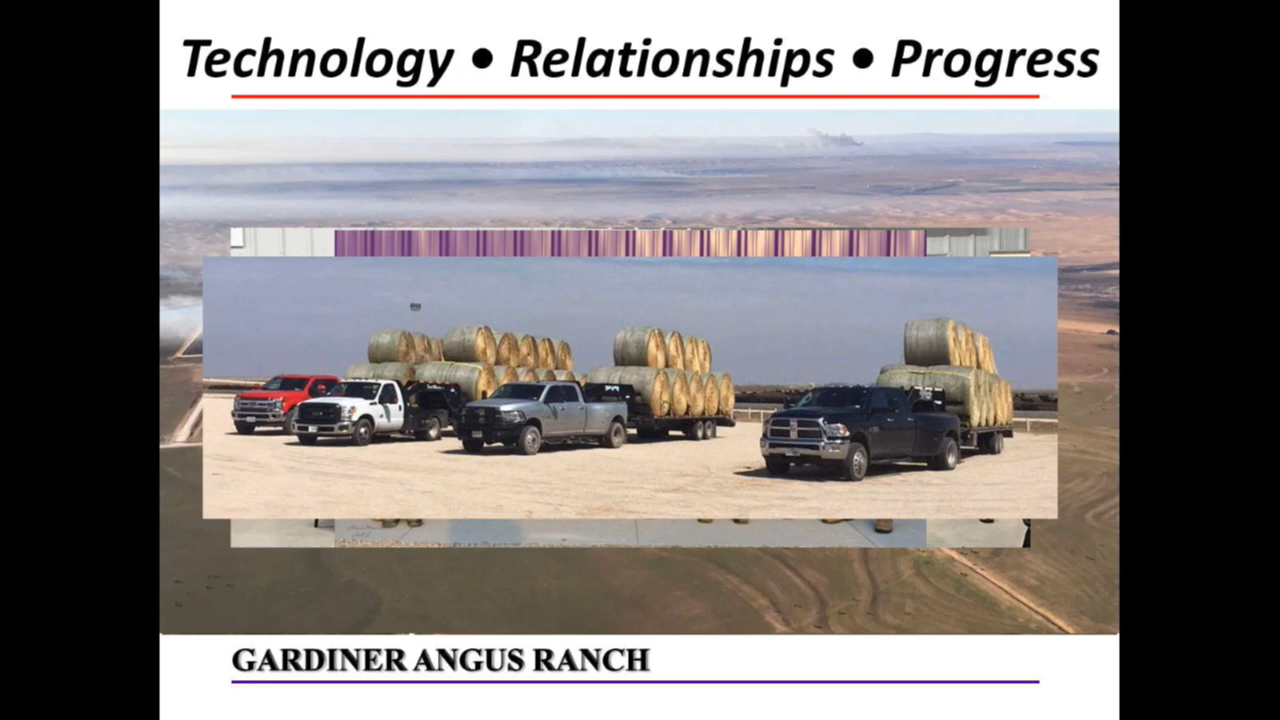 Technology • Relationships • Progress
GARDINER ANGUS RANCH